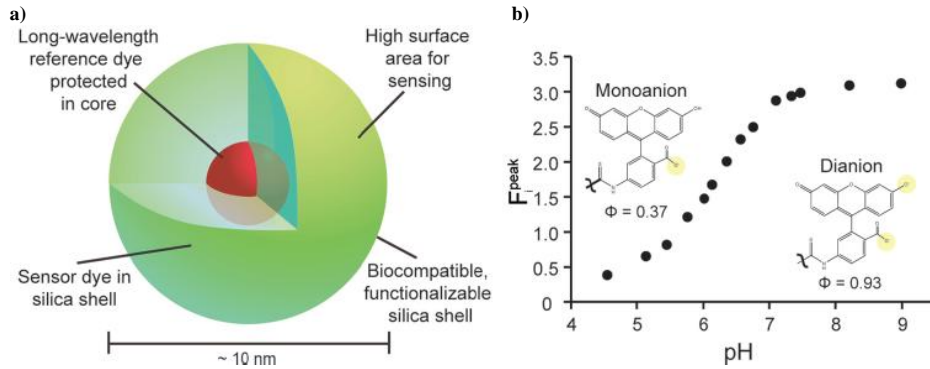 a)
Long-wavelength
reference dye
protected
in core
High surface
area for
sensing
Sensor dye in
silica shell
Biocompatible,
functionalizable
silica shell
~ 10 nm
b)
F_i^peak
3.5
3.0
2.5
2.0
1.5
1.0
0.5
0
4
5
6
7
8
9
pH
Monoanion
Φ = 0.37
Dianion
Φ = 0.93